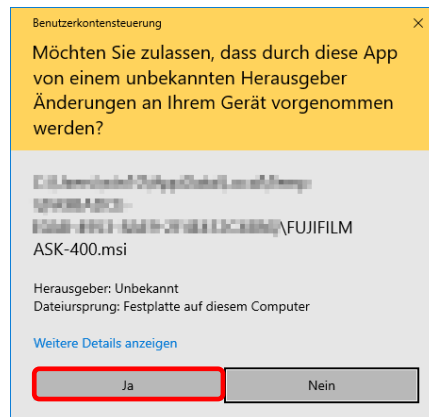 Benutzerkontensteuerung
Möchten Sie zulassen, dass durch diese App
von einem unbekannten Herausgeber
Änderungen an Ihrem Gerät vorgenommen
werden?
\FUJIFILM
ASK-400.msi
Herausgeber: Unbekannt
Dateiursprung: Festplatte auf diesem Computer
Weitere Details anzeigen
Ja
Nein